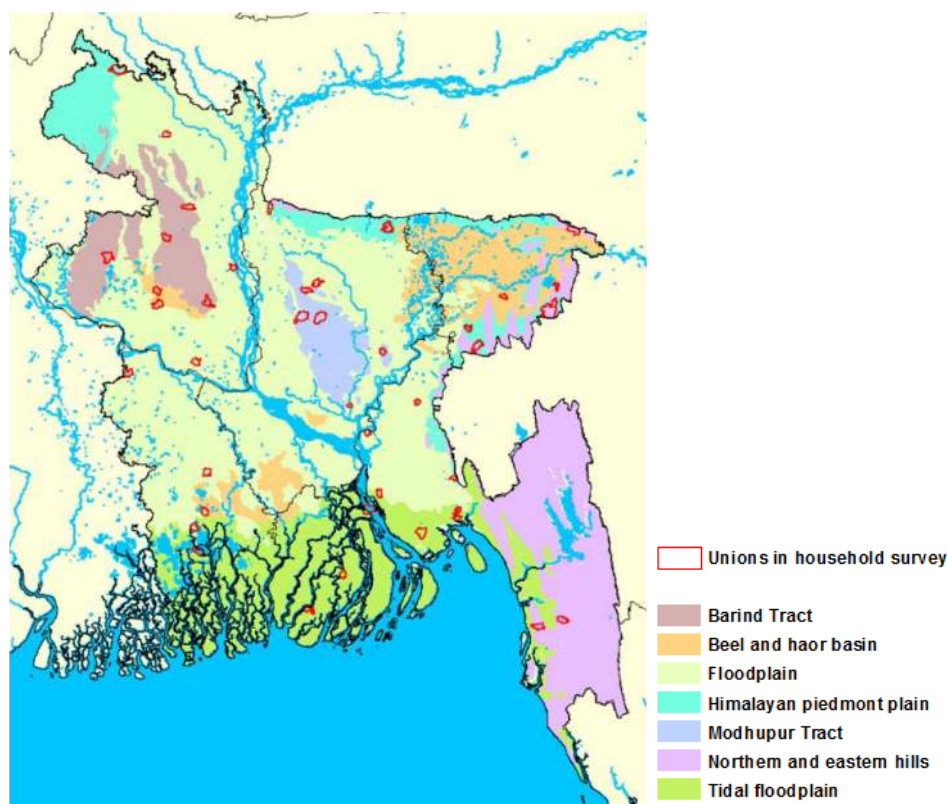 Unions in household survey
Barind Tract
Beel and haor basin
Floodplain
Himalayan piedmont plain
Modhupur Tract
Northern and eastern hills
Tidal floodplain